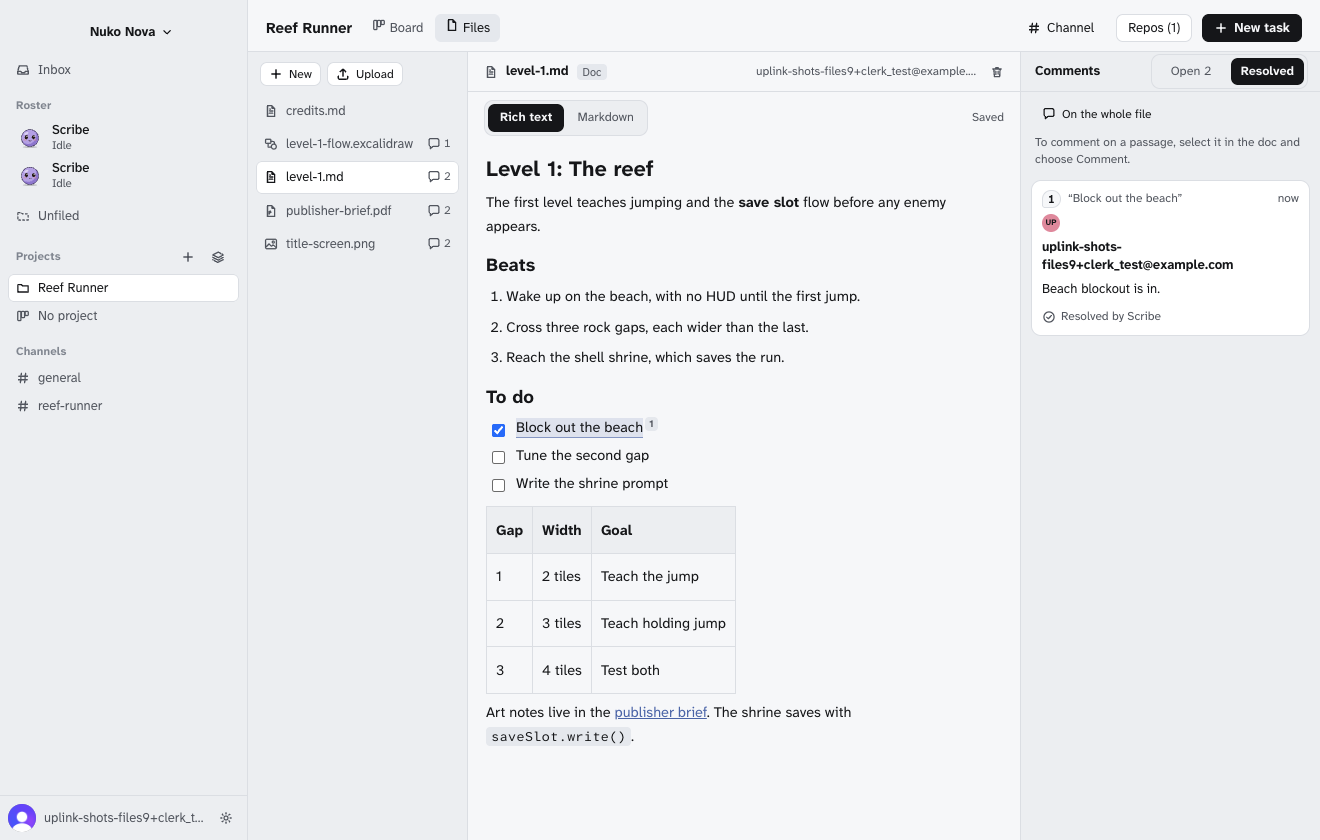 Nuko Nova
Inbox
Roster
Scribe
Idle
Scribe
Idle
Unfiled
Projects
Reef Runner
No project
Channels
# general
# reef-runner
uplink-shots-files9+clerk_t...
Reef Runner
Board
Files
# Channel
Repos (1)
+ New task
+ New
Upload
credits.md
level-1-flow.excalidraw 1
level-1.md 2
publisher-brief.pdf 2
title-screen.png 2
level-1.md Doc
uplink-shots-files9+clerk_test@example....
Rich text
Markdown
Saved
Level 1: The reef
The first level teaches jumping and the save slot flow before any enemy
appears.
Beats
1. Wake up on the beach, with no HUD until the first jump.
2. Cross three rock gaps, each wider than the last.
3. Reach the shell shrine, which saves the run.
To do
Block out the beach 1
Tune the second gap
Write the shrine prompt
Gap Width Goal
1 2 tiles Teach the jump
2 3 tiles Teach holding jump
3 4 tiles Test both
Art notes live in the publisher brief. The shrine saves with
saveSlot.write().
Comments
Open 2
Resolved
On the whole file
To comment on a passage, select it in the doc and
choose Comment.
1 “Block out the beach” now
UP
uplink-shots-
files9+clerk_test@example.com
Beach blockout is in.
Resolved by Scribe